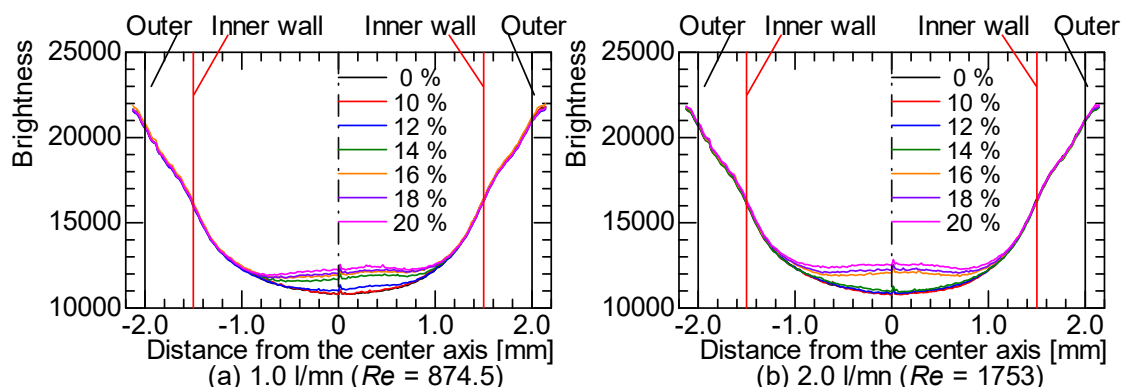 Outer Inner wall Inner wall Outer
25000
20000
15000
10000
Brightness
0 %
10 %
12 %
14 %
16 %
18 %
20 %
-2.0 -1.0 0 1.0 2.0
Distance from the center axis [mm]
(a) 1.0 l/mn (Re = 874.5)
Outer Inner wall Inner wall Outer
25000
20000
15000
10000
Brightness
0 %
10 %
12 %
14 %
16 %
18 %
20 %
-2.0 -1.0 0 1.0 2.0
Distance from the center axis [mm]
(b) 2.0 l/mn (Re = 1753)